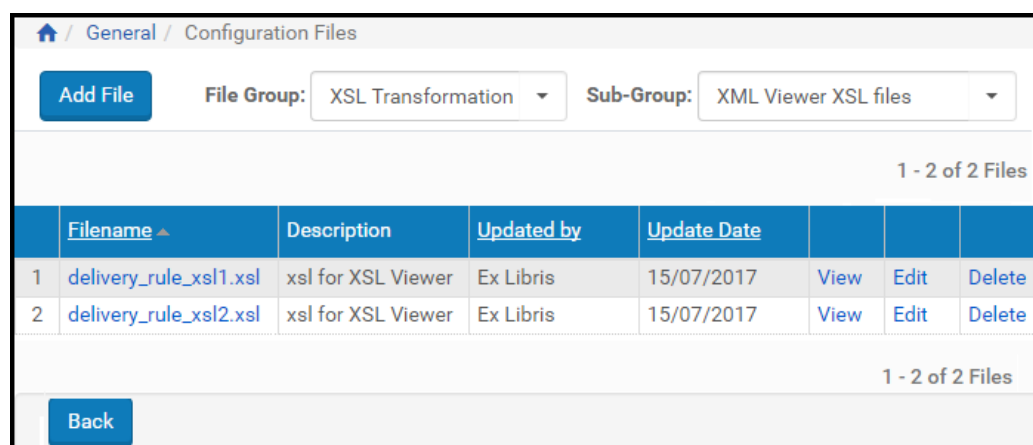 / General / Configuration Files
Add File File Group: XSL Transformation Sub-Group: XML Viewer XSL files
1 - 2 of 2 Files
Filename Description Updated by Update Date
1 delivery_rule_xsl1.xsl xsl for XSL Viewer Ex Libris 15/07/2017 View Edit Delete
2 delivery_rule_xsl2.xsl xsl for XSL Viewer Ex Libris 15/07/2017 View Edit Delete
1 - 2 of 2 Files
Back